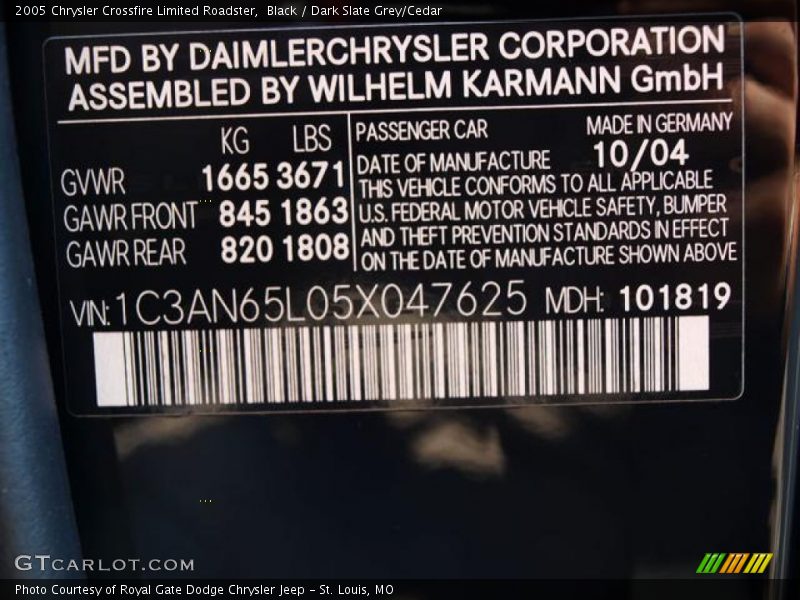 2005 Chrysler Crossfire Limited Roadster, Black / Dark Slate Grey/Cedar
MFD BY DAIMLERCHRYSLER CORPORATION
ASSEMBLED BY WILHELM KARMANN GmbH
KG LBS
GVWR 1665 3671
GAWR FRONT 845 1863
GAWR REAR 820 1808
PASSENGER CAR MADE IN GERMANY
DATE OF MANUFACTURE 10/04
THIS VEHICLE CONFORMS TO ALL APPLICABLE
U.S. FEDERAL MOTOR VEHICLE SAFETY, BUMPER
AND THEFT PREVENTION STANDARDS IN EFFECT
ON THE DATE OF MANUFACTURE SHOWN ABOVE
VIN: 1C3AN65L05X047625 MDH: 101819
GTCARLOT.COM
Photo Courtesy of Royal Gate Dodge Chrysler Jeep - St. Louis, MO